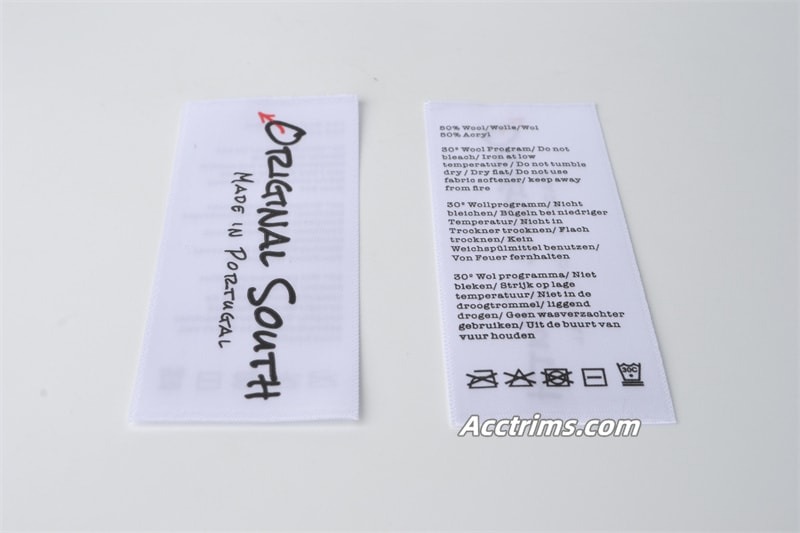 ORIGINAL SOUTH
MADE IN PORTUGAL
50% Wool/Wolle/Wol
50% Acryl
30º Wool Program/ Do not
bleach/ Iron at low
temperature / Do not tumble
dry / Dry flat/ Do not use
fabric softener/ keep away
from fire
30º Wollprogramm/ Nicht
bleichen/ Bügeln bei niedriger
Temperatur/ Nicht in
Trockner trocknen/ Flach
trocknen/ Kein
Weichspülmittel benutzen/
Von Feuer fernhalten
30º Wol programma/ Niet
bleken/ Strijk op lage
temperatuur/ Niet in de
droogtrommel/ liggend
drogen/ Geen wasverzachter
gebruiken/ Uit de buurt van
vuur houden
30C
Acctrims.com